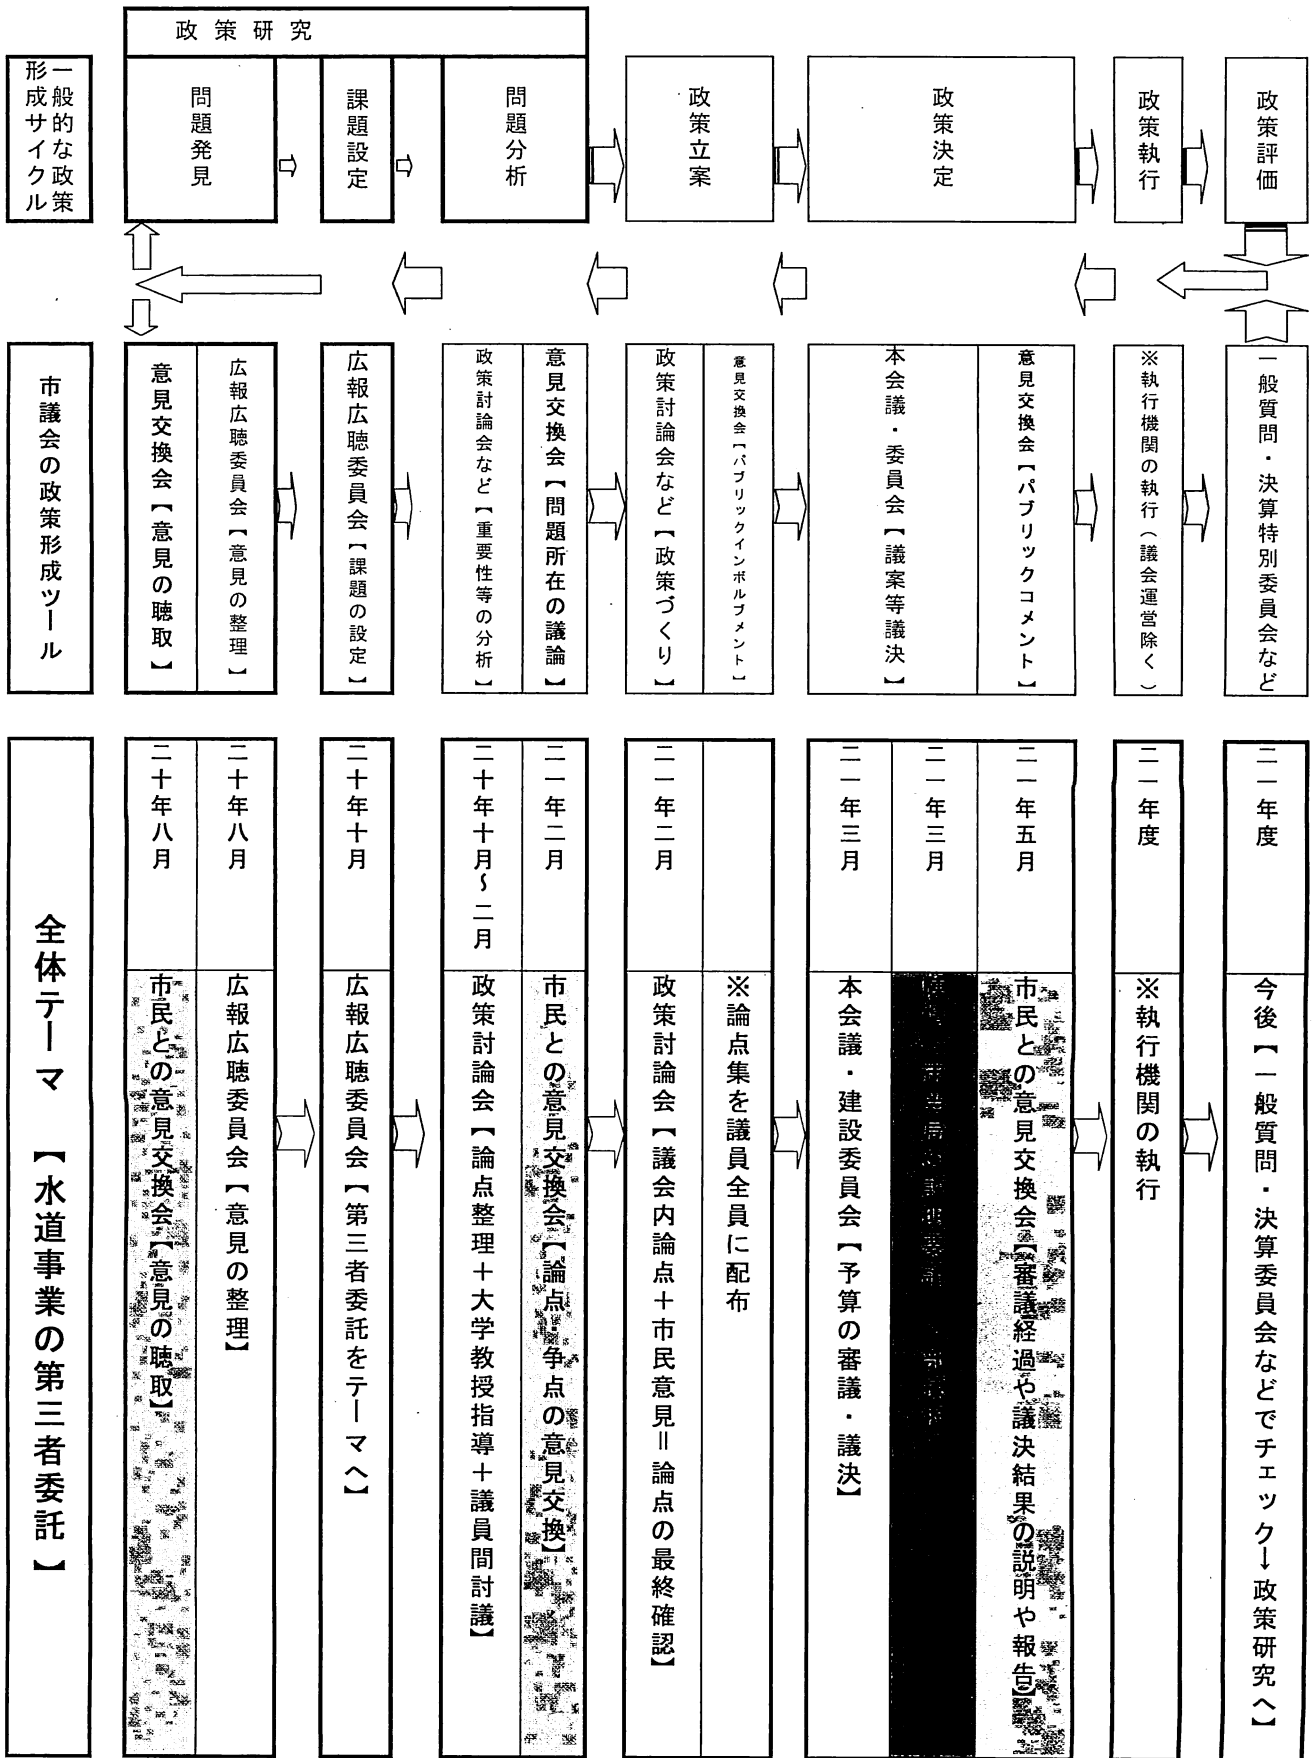 政策研究
一般的な政策
形成サイクル
問題発見
課題設定
問題分析
政策立案
政策決定
政策執行
政策評価
市議会の政策形成ツール
意見交換会【意見の聴取】
広報広聴委員会【意見の整理】
広報広聴委員会【課題の設定】
政策討論会など【重要性等の分析】
意見交換会【問題所在の議論】
政策討論会など【政策づくり】
意見交換会【パブリックインボルブメント】
本会議・委員会【議案等議決】
意見交換会【パブリックコメント】
※執行機関の執行(議会運営除く)
一般質問・決算特別委員会など
全体テーマ 【水道事業の第三者委託】
二十年八月
市民との意見交換会【意見の聴取】
二十年八月
広報広聴委員会【意見の整理】
二十年十月
広報広聴委員会【第三者委託をテーマへ】
二十年十月~二月
政策討論会【論点整理+大学教授指導+議員間討議】
二一年二月
市民との意見交換会【論点・争点の意見交換】
二一年二月
政策討論会【議会内論点+市民意見=論点の最終確認】
※論点集を議員全員に配布
二一年三月
本会議・建設委員会【予算の審議・議決】
二一年三月
二一年五月
市民との意見交換会【審議経過や議決結果の説明や報告】
二一年度
※執行機関の執行
二一年度
今後【一般質問・決算委員会などでチェック→政策研究へ】